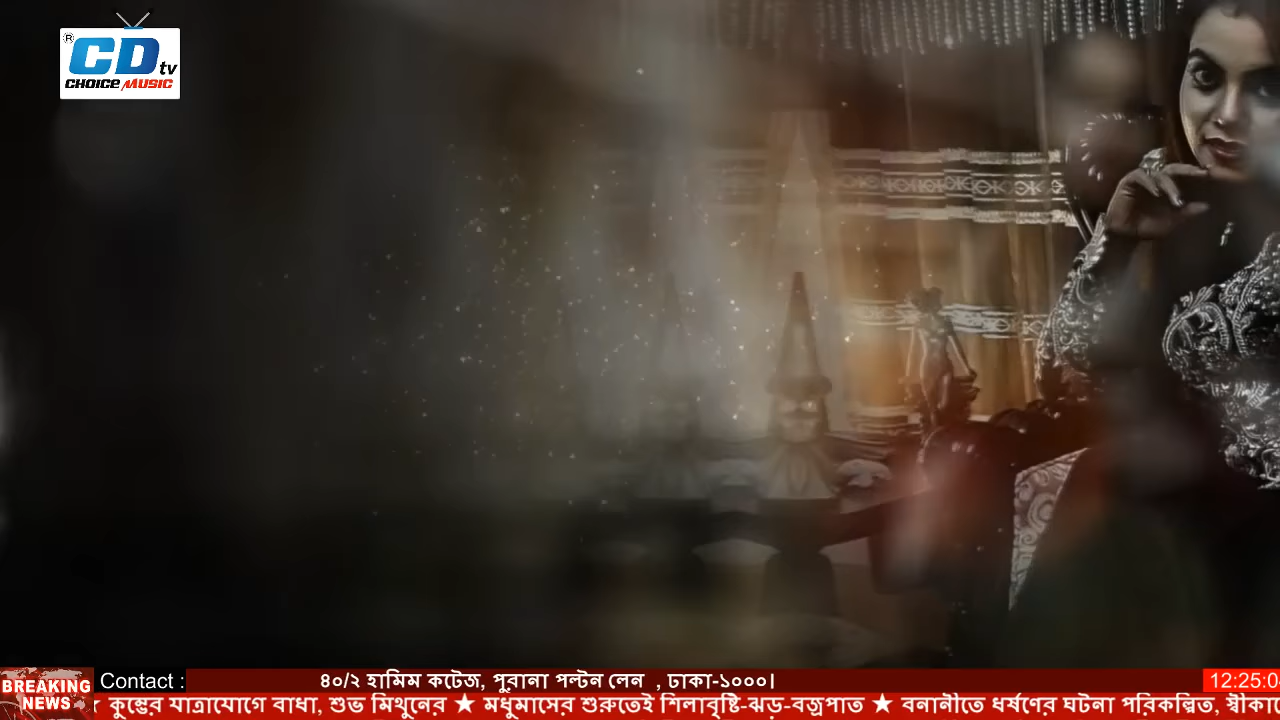 ® CD tv
CHOICE MUSIC
Contact : ৪০/২ হামিম কটেজ, পুরানা পল্টন লেন , ঢাকা-১০০০। 12:25:0
BREAKING
NEWS
কুম্ভের যাত্রাযোগে বাধা, শুভ মিথুনের ★ মধুমাসের শুরুতেই শিলাবৃষ্টি-ঝড়-বজ্রপাত ★ বনানীতে ধর্ষণের ঘটনা পরিকল্পিত,